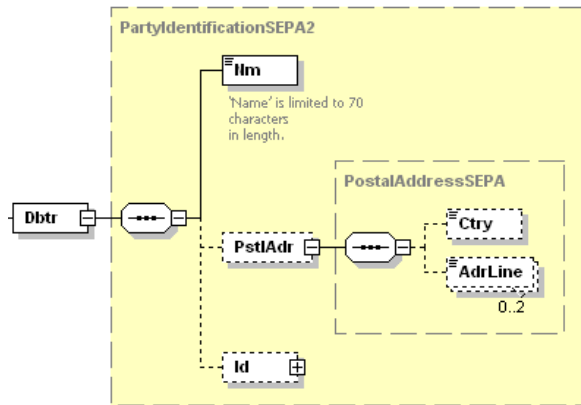 PartyIdentificationSEPA2
Nm
'Name' is limited to 70
characters
in length.
PostalAddressSEPA
Dbtr
Ctry
PstlAdr
AdrLine
0..2
Id